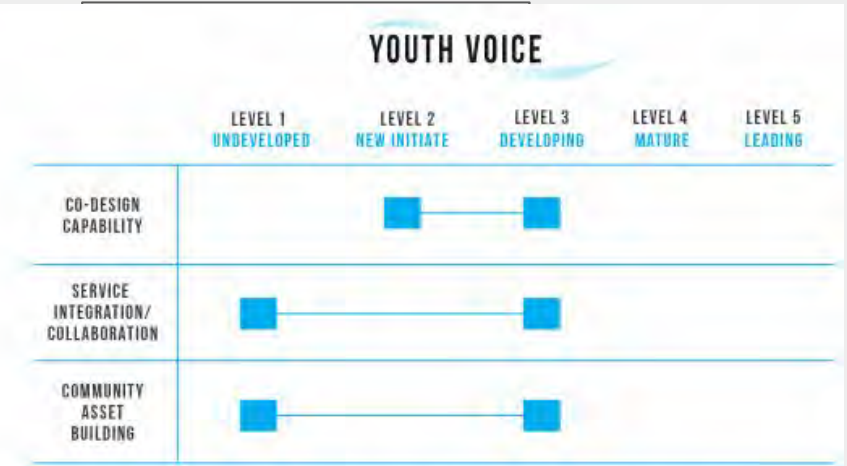 YOUTH VOICE
LEVEL 1
UNDEVELOPED
LEVEL 2
NEW INITIATE
LEVEL 3
DEVELOPING
LEVEL 4
MATURE
LEVEL 5
LEADING
CO-DESIGN
CAPABILITY
SERVICE
INTEGRATION/
COLLABORATION
COMMUNITY
ASSET
BUILDING